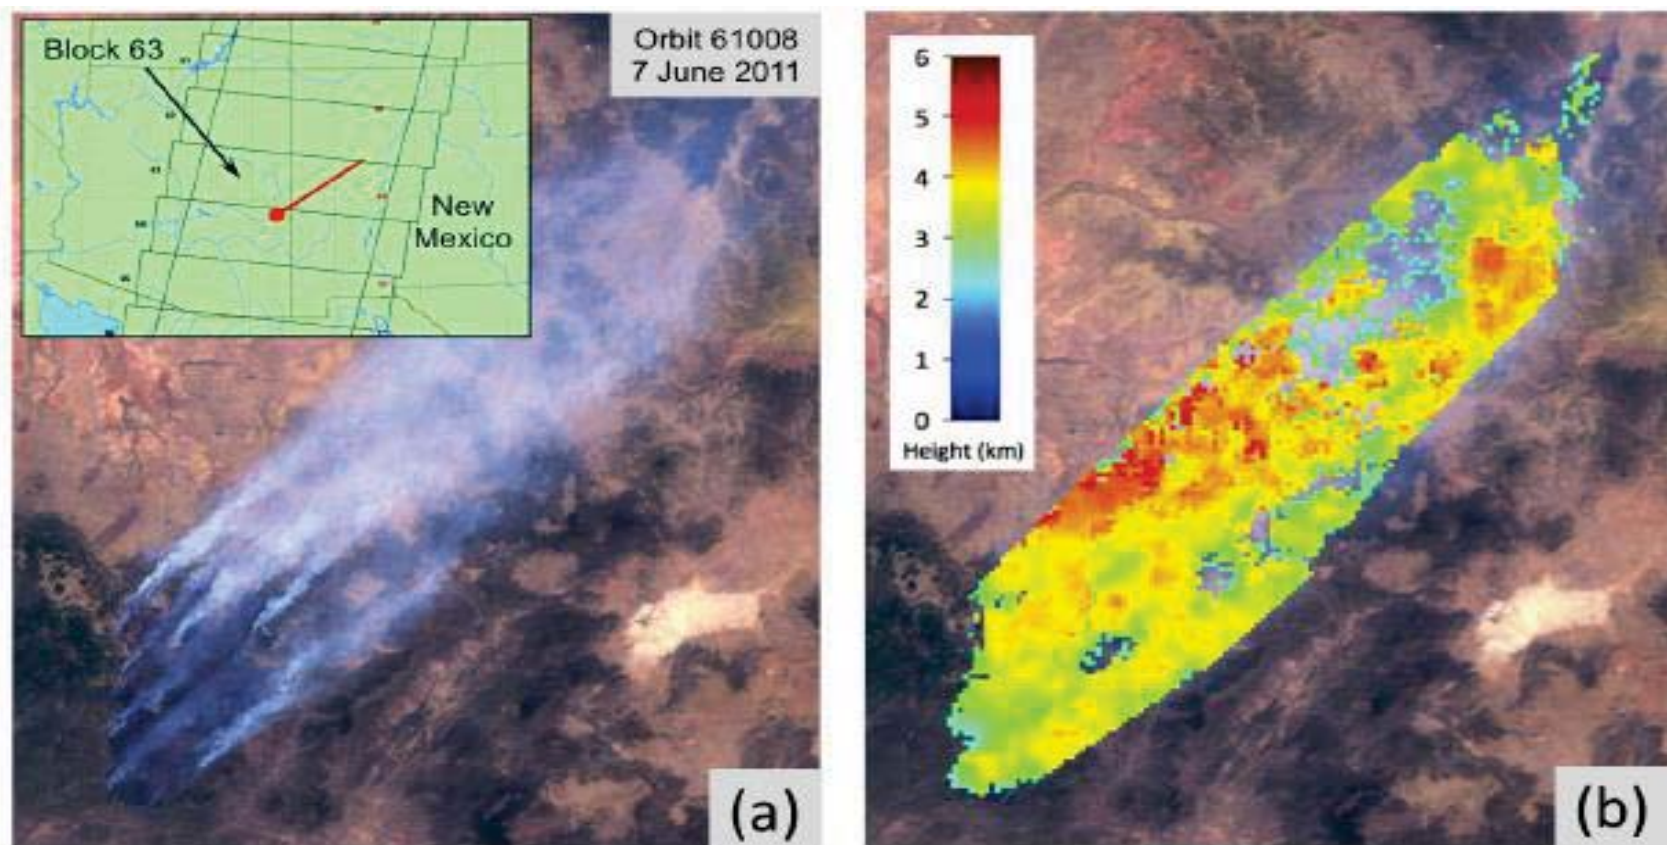 Block 63
New
Mexico
Orbit 61008
7 June 2011
(a)
6
5
4
3
2
1
0
Height (km)
(b)